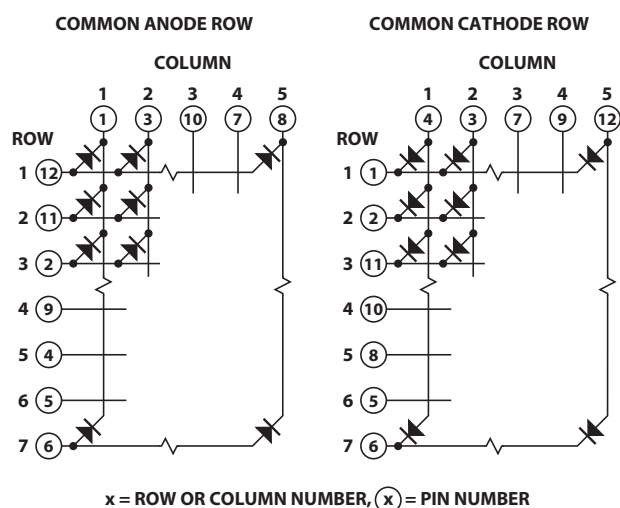 COMMON ANODE ROW COMMON CATHODE ROW
COLUMN COLUMN
1 2 3 4 5 1 2 3 4 5
1 3 10 7 8 4 3 7 9 12
ROW ROW
1 12 1 1
2 11 2 2
3 2 3 11
4 9 4 10
5 4 5 8
6 5 6 5
7 6 7 6
x = ROW OR COLUMN NUMBER, x = PIN NUMBER